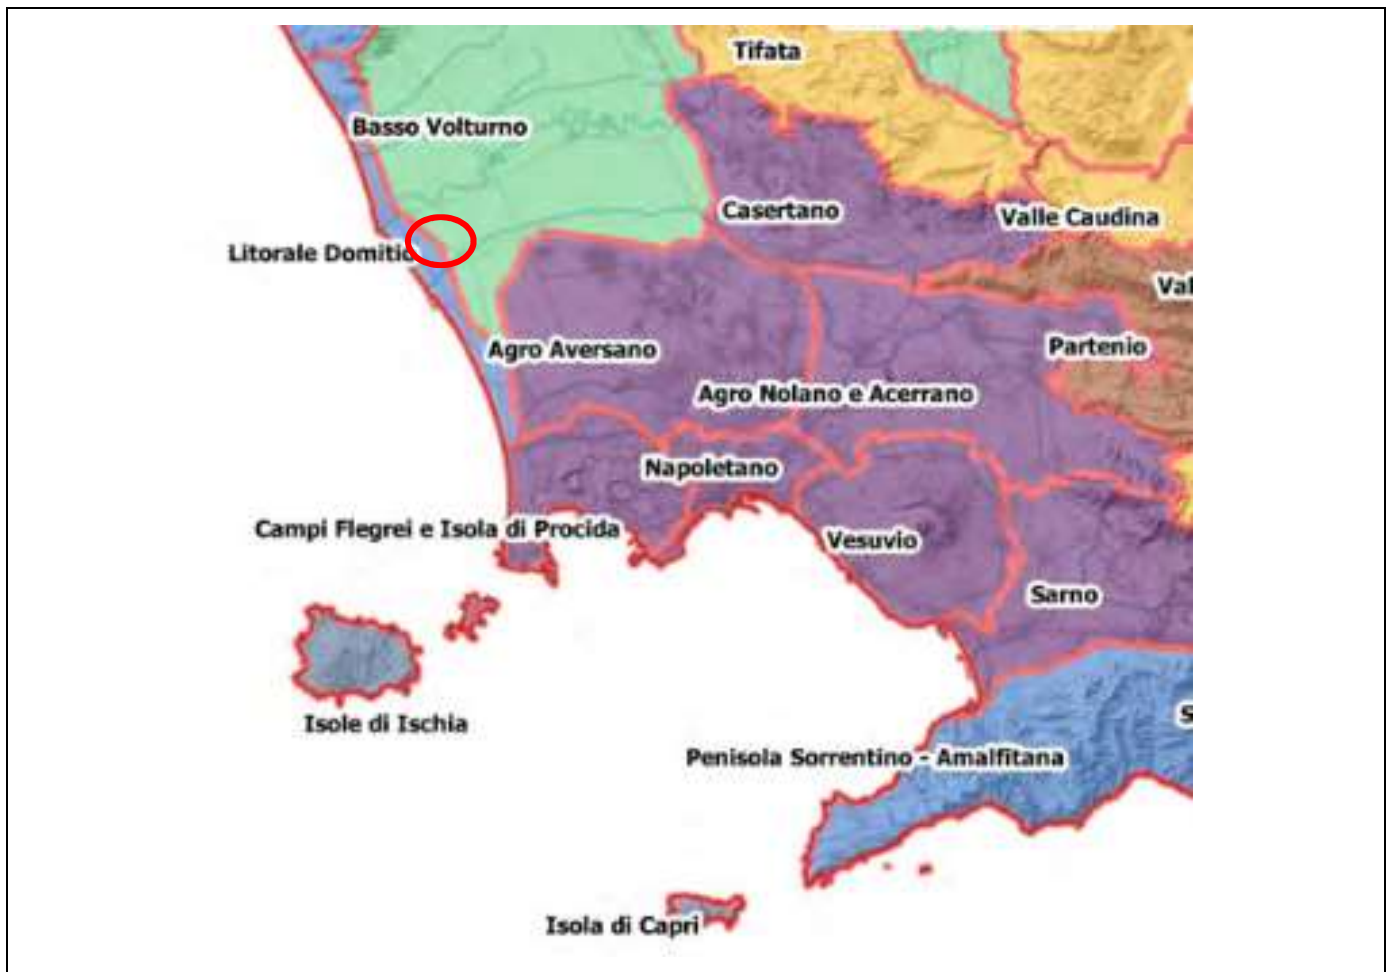 Tifata
Basso Volturno
Casertano
Valle Caudina
Litorale Domitio
Val
Agro Aversano
Partenio
Agro Nolano e Acerrano
Napoletano
Campi Flegrei e Isola di Procida
Vesuvio
Sarno
Isole di Ischia
S
Penisola Sorrentino - Amalfitana
Isola di Capri